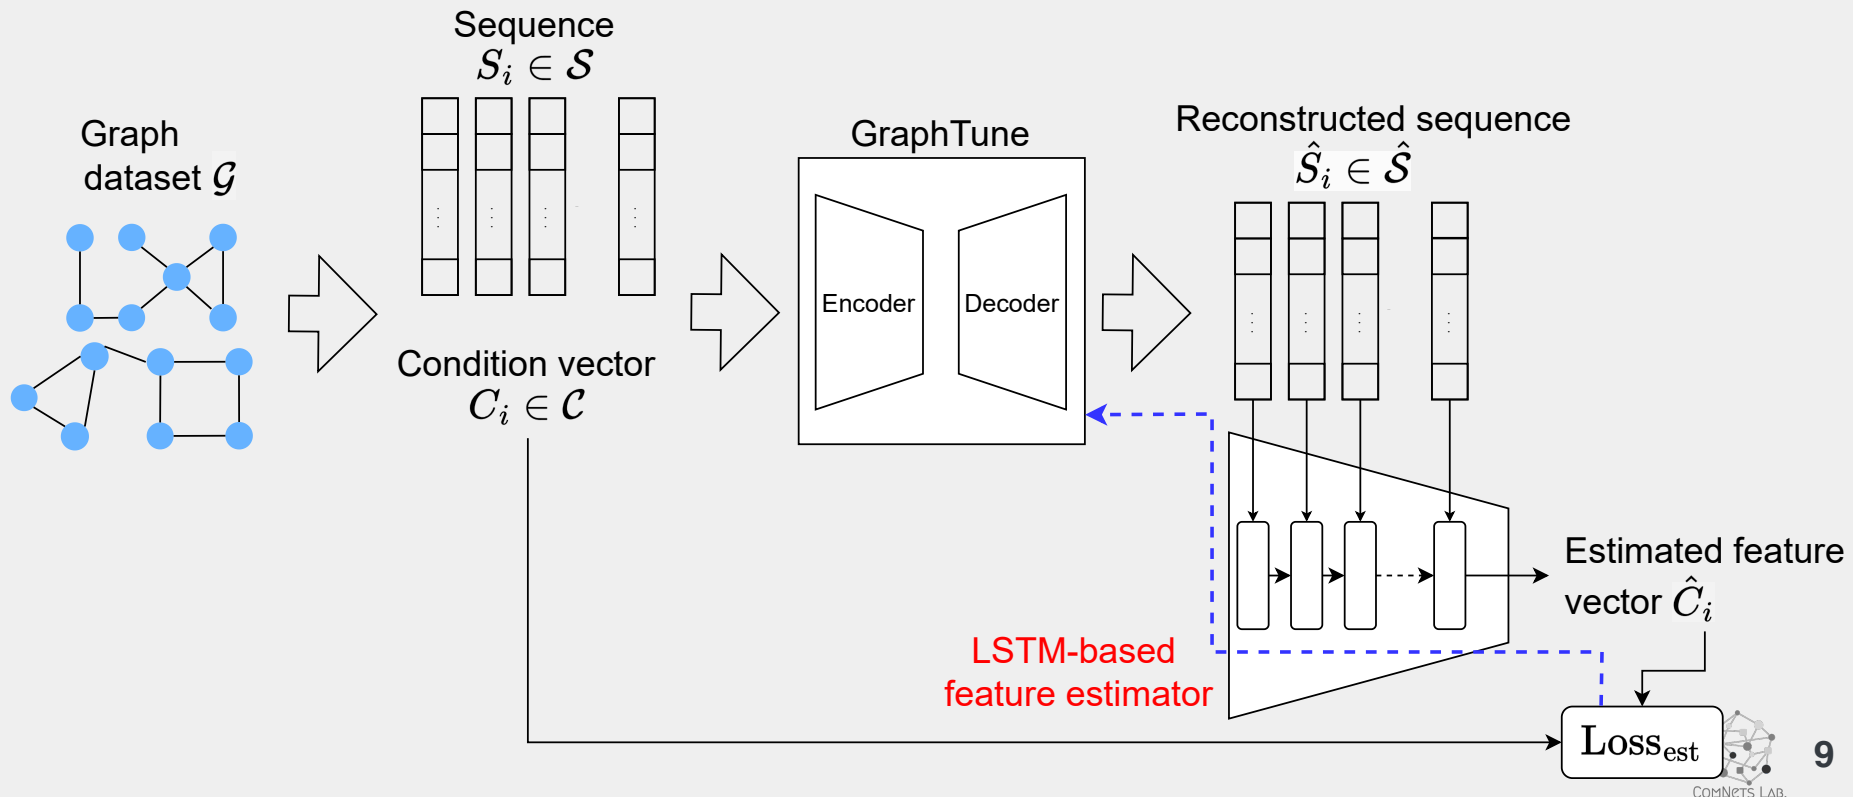 Sequence
S_i ∈ 𝒮
Graph
dataset 𝒢
GraphTune
Reconstructed sequence
Ŝ_i ∈ 𝒮̂
Encoder
Decoder
Condition vector
C_i ∈ 𝒞
Estimated feature
vector Ĉ_i
LSTM-based
feature estimator
Loss_est
9
COMNETS LAB.